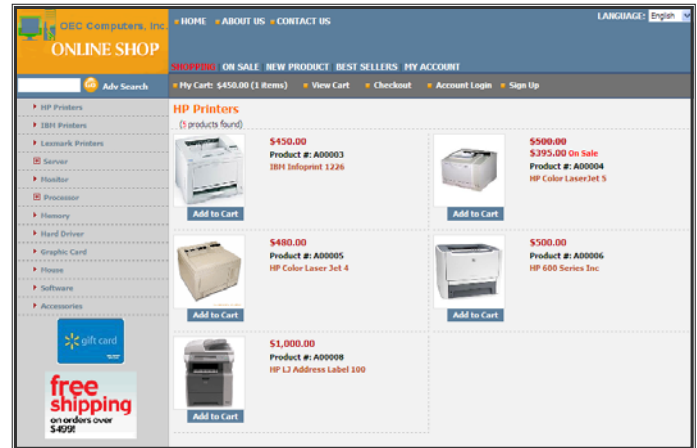 OEC Computers, Inc.
ONLINE SHOP
HOME ABOUT US CONTACT US
LANGUAGE: English
SHOPPING ON SALE NEW PRODUCT BEST SELLERS MY ACCOUNT
GO Adv Search
My Cart: $450.00 (1 items) View Cart Checkout Account Login Sign Up
HP Printers
IBM Printers
Lexmark Printers
Server
Monitor
Processor
Memory
Hard Driver
Graphic Card
Mouse
Software
Accessories
gift card
free
shipping
on orders over
$499!
HP Printers
(5 products found)
$450.00
Product #: A00003
IBM Infoprint 1226
Add to Cart
$500.00
$395.00 On Sale
Product #: A00004
HP Color LaserJet 5
Add to Cart
$480.00
Product #: A00005
HP Color Laser Jet 4
Add to Cart
$500.00
Product #: A00006
HP 600 Series Inc
Add to Cart
$1,000.00
Product #: A00008
HP LJ Address Label 100
Add to Cart